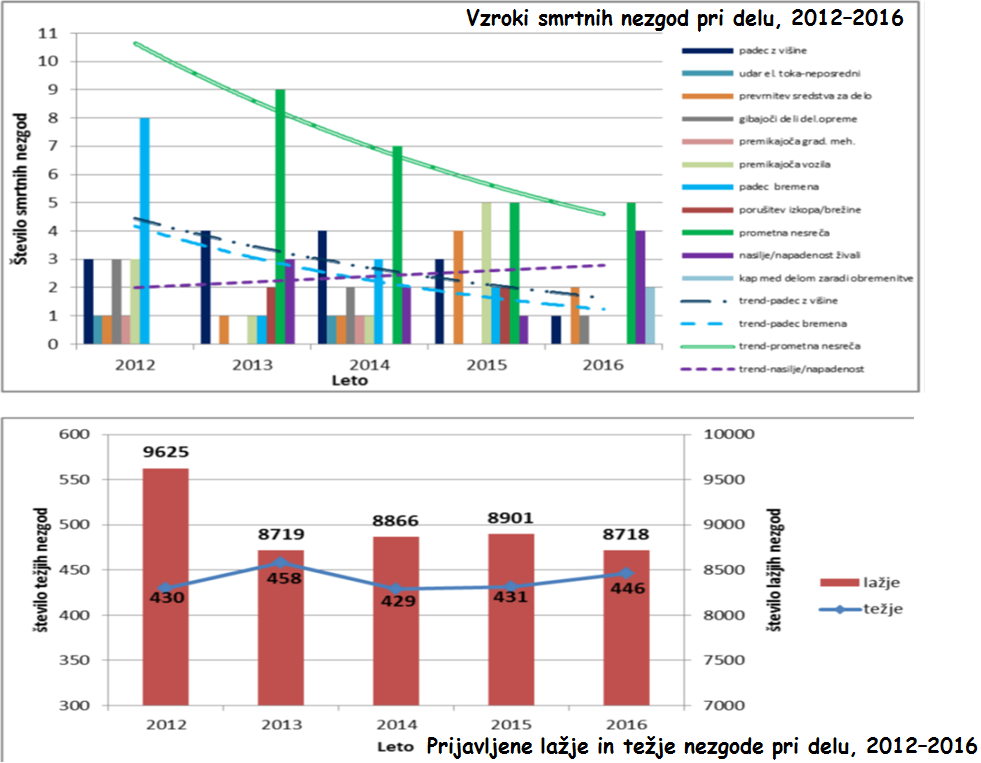 Vzroki smrtnih nezgod pri delu, 2012–2016
Število smrtnih nezgod
11
10
9
8
7
6
5
4
3
2
1
0
2012
2013
2014
2015
2016
Leto
padec z višine
udar el. toka-neposredni
prevrnitev sredstva za delo
gibajoči deli del.opreme
premikajoča grad. meh.
premikajoča vozila
padec bremena
porušitev izkopa/brežine
prometna nesreča
nasilje/napadenost živali
kap med delom zaradi obremenitve
trend-padec z višine
trend-padec bremena
trend-prometna nesreča
trend-nasilje/napadenost
število težjih nezgod
600
550
500
450
400
350
300
9625
8719
8866
8901
8718
430
458
429
431
446
10000
9500
9000
8500
8000
7500
7000
število lažjih nezgod
lažje
težje
2012
2013
2014
2015
2016
Leto
Prijavljene lažje in težje nezgode pri delu, 2012–2016